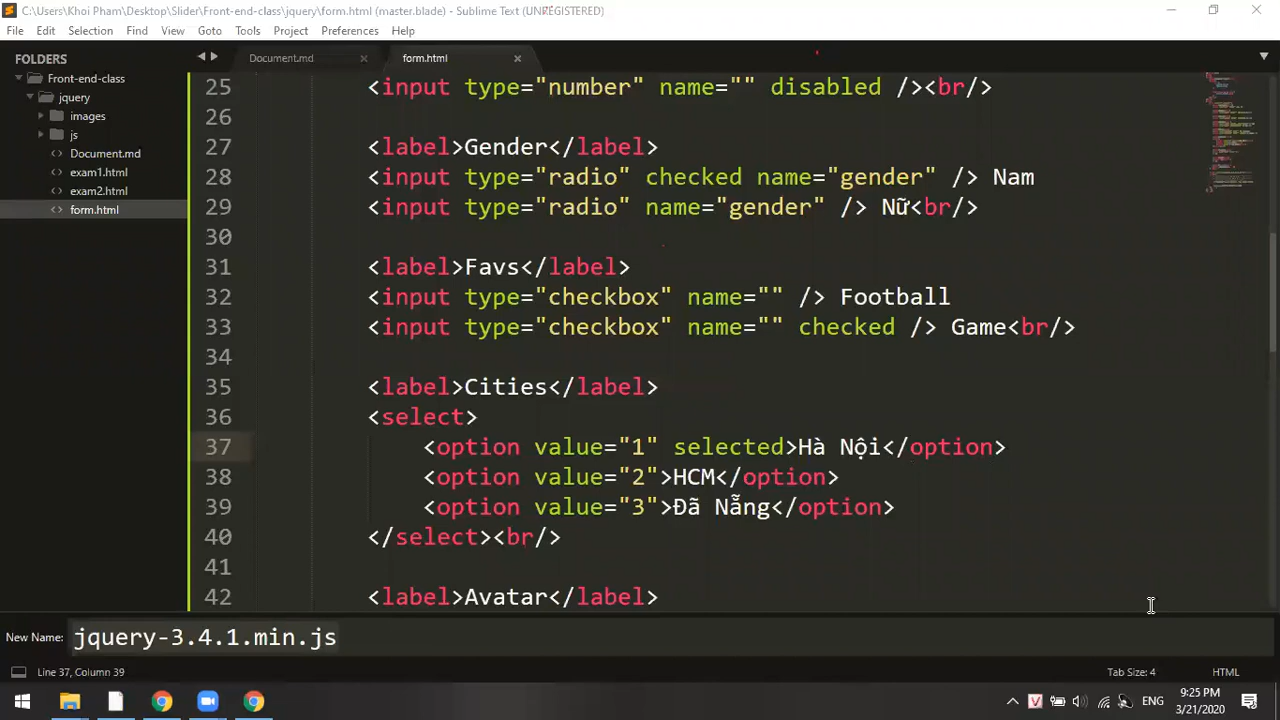 C:\Users\Khoi Pham\Desktop\Slider\Front-end-class\jquery\form.html (master.blade) - Sublime Text (UNREGISTERED)
File Edit Selection Find View Goto Tools Project Preferences Help
FOLDERS
Front-end-class
jquery
images
js
Document.md
exam1.html
exam2.html
form.html
Document.md form.html
25 <input type="number" name="" disabled /><br/>
26
27 <label>Gender</label>
28 <input type="radio" checked name="gender" /> Nam
29 <input type="radio" name="gender" /> Nữ<br/>
30
31 <label>Favs</label>
32 <input type="checkbox" name="" /> Football
33 <input type="checkbox" name="" checked /> Game<br/>
34
35 <label>Cities</label>
36 <select>
37 <option value="1" selected>Hà Nội</option>
38 <option value="2">HCM</option>
39 <option value="3">Đã Nẵng</option>
40 </select><br/>
41
42 <label>Avatar</label>
New Name: jquery-3.4.1.min.js
Line 37, Column 39 Tab Size: 4 HTML
ENG 9:25 PM
3/21/2020